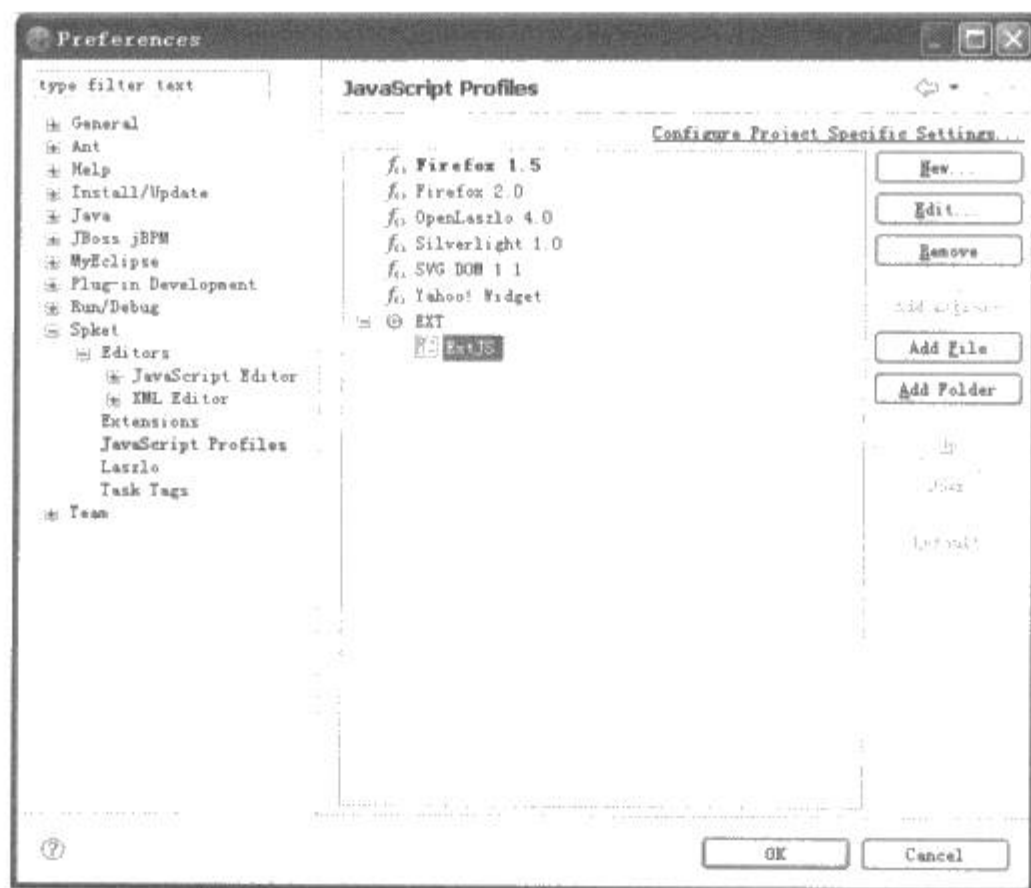 Preferences
type filter text
General
Ant
Help
Install/Update
Java
JBoss jBPM
MyEclipse
Plug-in Development
Run/Debug
Spket
Editors
JavaScript Editor
XML Editor
Extensions
JavaScript Profiles
Laszlo
Task Tags
Team
JavaScript Profiles
Configure Project Specific Settings...
Firefox 1.5
Firefox 2.0
OpenLaszlo 4.0
Silverlight 1.0
SVG DOM 1.1
Yahoo! Widget
EXT
ExtJS
New...
Edit...
Remove
Add File
Add Folder
Up
Default
OK
Cancel